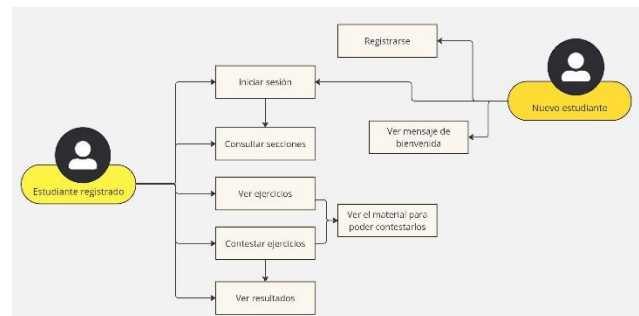 Registrarse
Iniciar sesión
Nuevo estudiante
Ver mensaje de
bienvenida
Consultar secciones
Estudiante registrado
Ver ejercicios
Ver el material para
poder contestarlos
Contestar ejercicios
Ver resultados